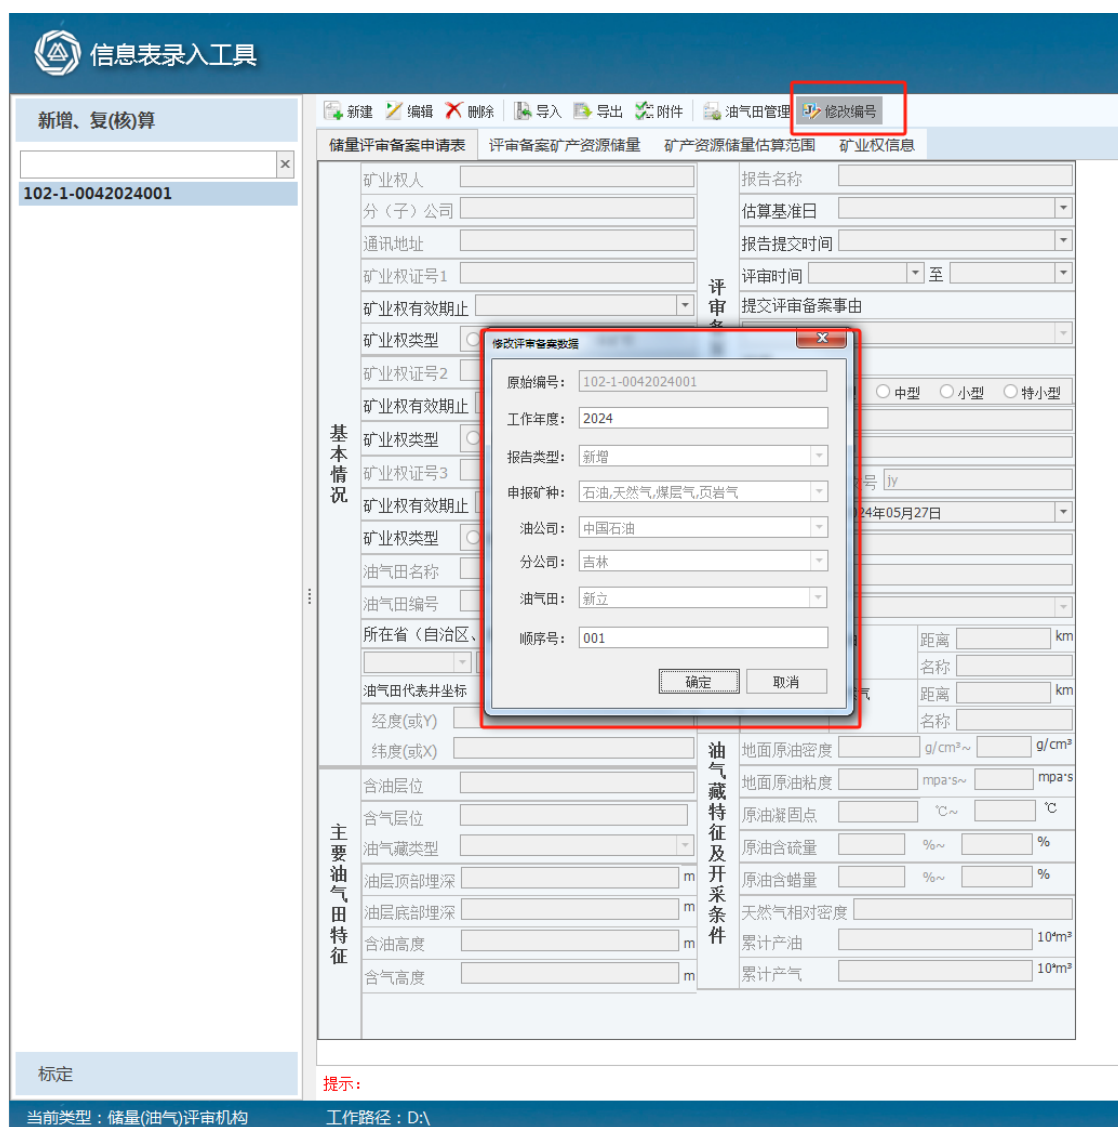 信息表录入工具
新增、复(核)算
102-1-0042024001
标定
新建 编辑 删除 导入 导出 附件 油气田管理 修改编号
储量评审备案申请表 评审备案矿产资源储量 矿产资源储量估算范围 矿业权信息
基本情况
矿业权人
分（子）公司
通讯地址
矿业权证号1
矿业权有效期止
矿业权类型
矿业权证号2
矿业权有效期止
矿业权类型
矿业权证号3
矿业权有效期止
矿业权类型
油气田名称
油气田编号
所在省（自治区、
油气田代表井坐标
经度(或Y)
纬度(或X)
主要油气田特征
含油层位
含气层位
油气藏类型
油层顶部埋深 m
油层底部埋深 m
含油高度 m
含气高度 m
评审
报告名称
估算基准日
报告提交时间
评审时间 至
提交评审备案事由
中型 小型 特小型
号 jy
24年05月27日
距离 km
名称
气 距离 km
名称
油气藏特征及开采条件
地面原油密度 g/cm³~ g/cm³
地面原油粘度 mpa·s~ mpa·s
原油凝固点 ℃~ ℃
原油含硫量 %~ %
原油含蜡量 %~ %
天然气相对密度
累计产油 10⁴m³
累计产气 10⁸m³
修改评审备案数据
原始编号： 102-1-0042024001
工作年度： 2024
报告类型： 新增
申报矿种： 石油,天然气,煤层气,页岩气
油公司： 中国石油
分公司： 吉林
油气田： 新立
顺序号： 001
确定 取消
提示：
当前类型：储量(油气)评审机构 工作路径：D:\